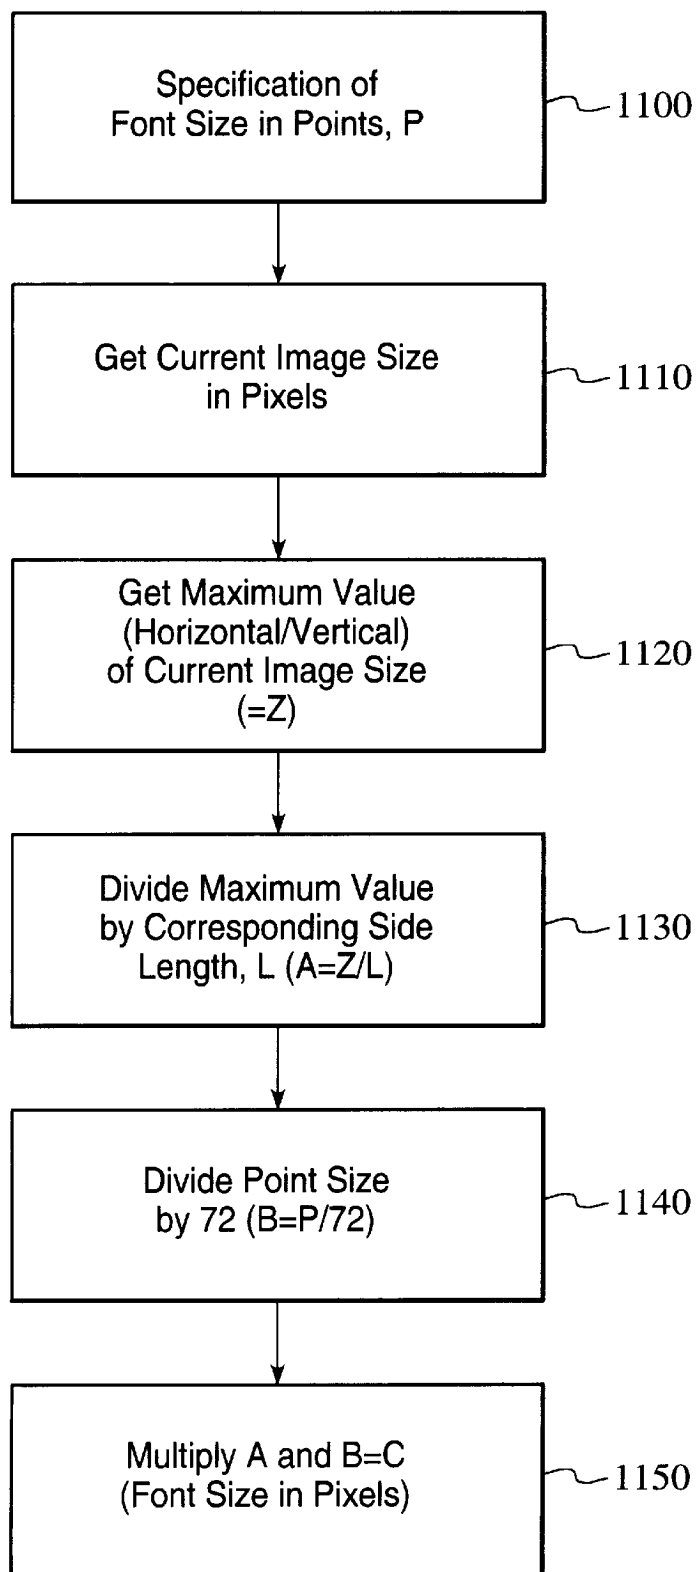 Specification of
Font Size in Points, P
1100
Get Current Image Size
in Pixels
1110
Get Maximum Value
(Horizontal/Vertical)
of Current Image Size
(=Z)
1120
Divide Maximum Value
by Corresponding Side
Length, L (A=Z/L)
1130
Divide Point Size
by 72 (B=P/72)
1140
Multiply A and B=C
(Font Size in Pixels)
1150